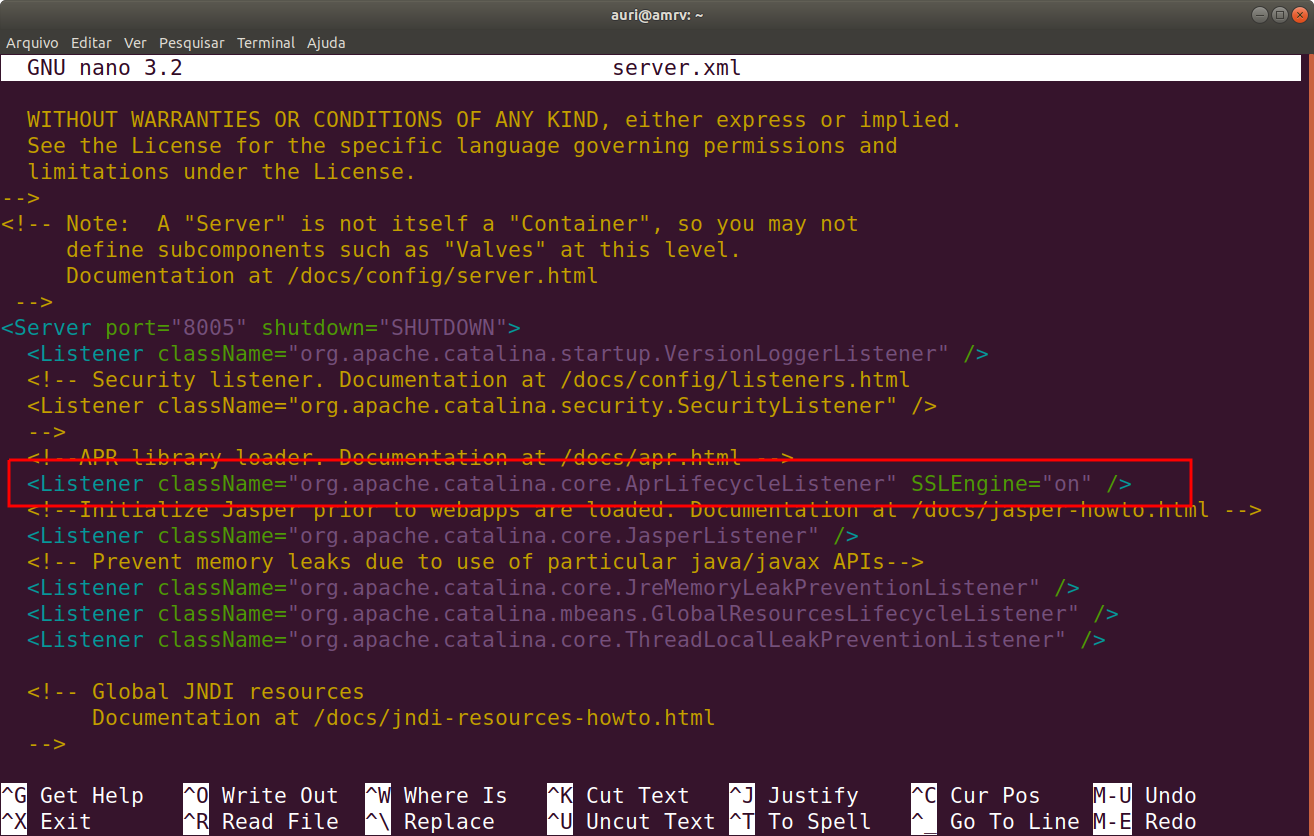 auri@amrv: ~
Arquivo Editar Ver Pesquisar Terminal Ajuda
GNU nano 3.2 server.xml
WITHOUT WARRANTIES OR CONDITIONS OF ANY KIND, either express or implied.
See the License for the specific language governing permissions and
limitations under the License.
-->
<!-- Note:  A "Server" is not itself a "Container", so you may not
define subcomponents such as "Valves" at this level.
Documentation at /docs/config/server.html
-->
<Server port="8005" shutdown="SHUTDOWN">
<Listener className="org.apache.catalina.startup.VersionLoggerListener" />
<!-- Security listener. Documentation at /docs/config/listeners.html
<Listener className="org.apache.catalina.security.SecurityListener" />
-->
<!--APR library loader. Documentation at /docs/apr.html -->
<Listener className="org.apache.catalina.core.AprLifecycleListener" SSLEngine="on" />
<!--Initialize Jasper prior to webapps are loaded. Documentation at /docs/jasper-howto.html -->
<Listener className="org.apache.catalina.core.JasperListener" />
<!-- Prevent memory leaks due to use of particular java/javax APIs-->
<Listener className="org.apache.catalina.core.JreMemoryLeakPreventionListener" />
<Listener className="org.apache.catalina.mbeans.GlobalResourcesLifecycleListener" />
<Listener className="org.apache.catalina.core.ThreadLocalLeakPreventionListener" />
<!-- Global JNDI resources
Documentation at /docs/jndi-resources-howto.html
-->
^G Get Help ^O Write Out ^W Where Is ^K Cut Text ^J Justify ^C Cur Pos M-U Undo
^X Exit ^R Read File ^\ Replace ^U Uncut Text ^T To Spell ^_ Go To Line M-E Redo